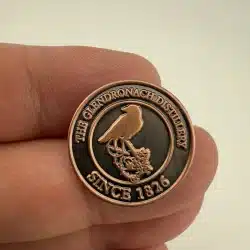 THE GLENDRONACH DISTILLERY
SINCE 1826